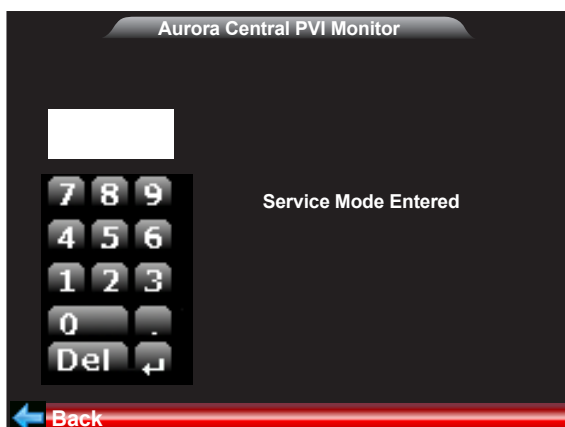 Aurora Central PVI Monitor
7 8 9
Service Mode Entered
4 5 6
1 2 3
0 .
Del ↵
Back